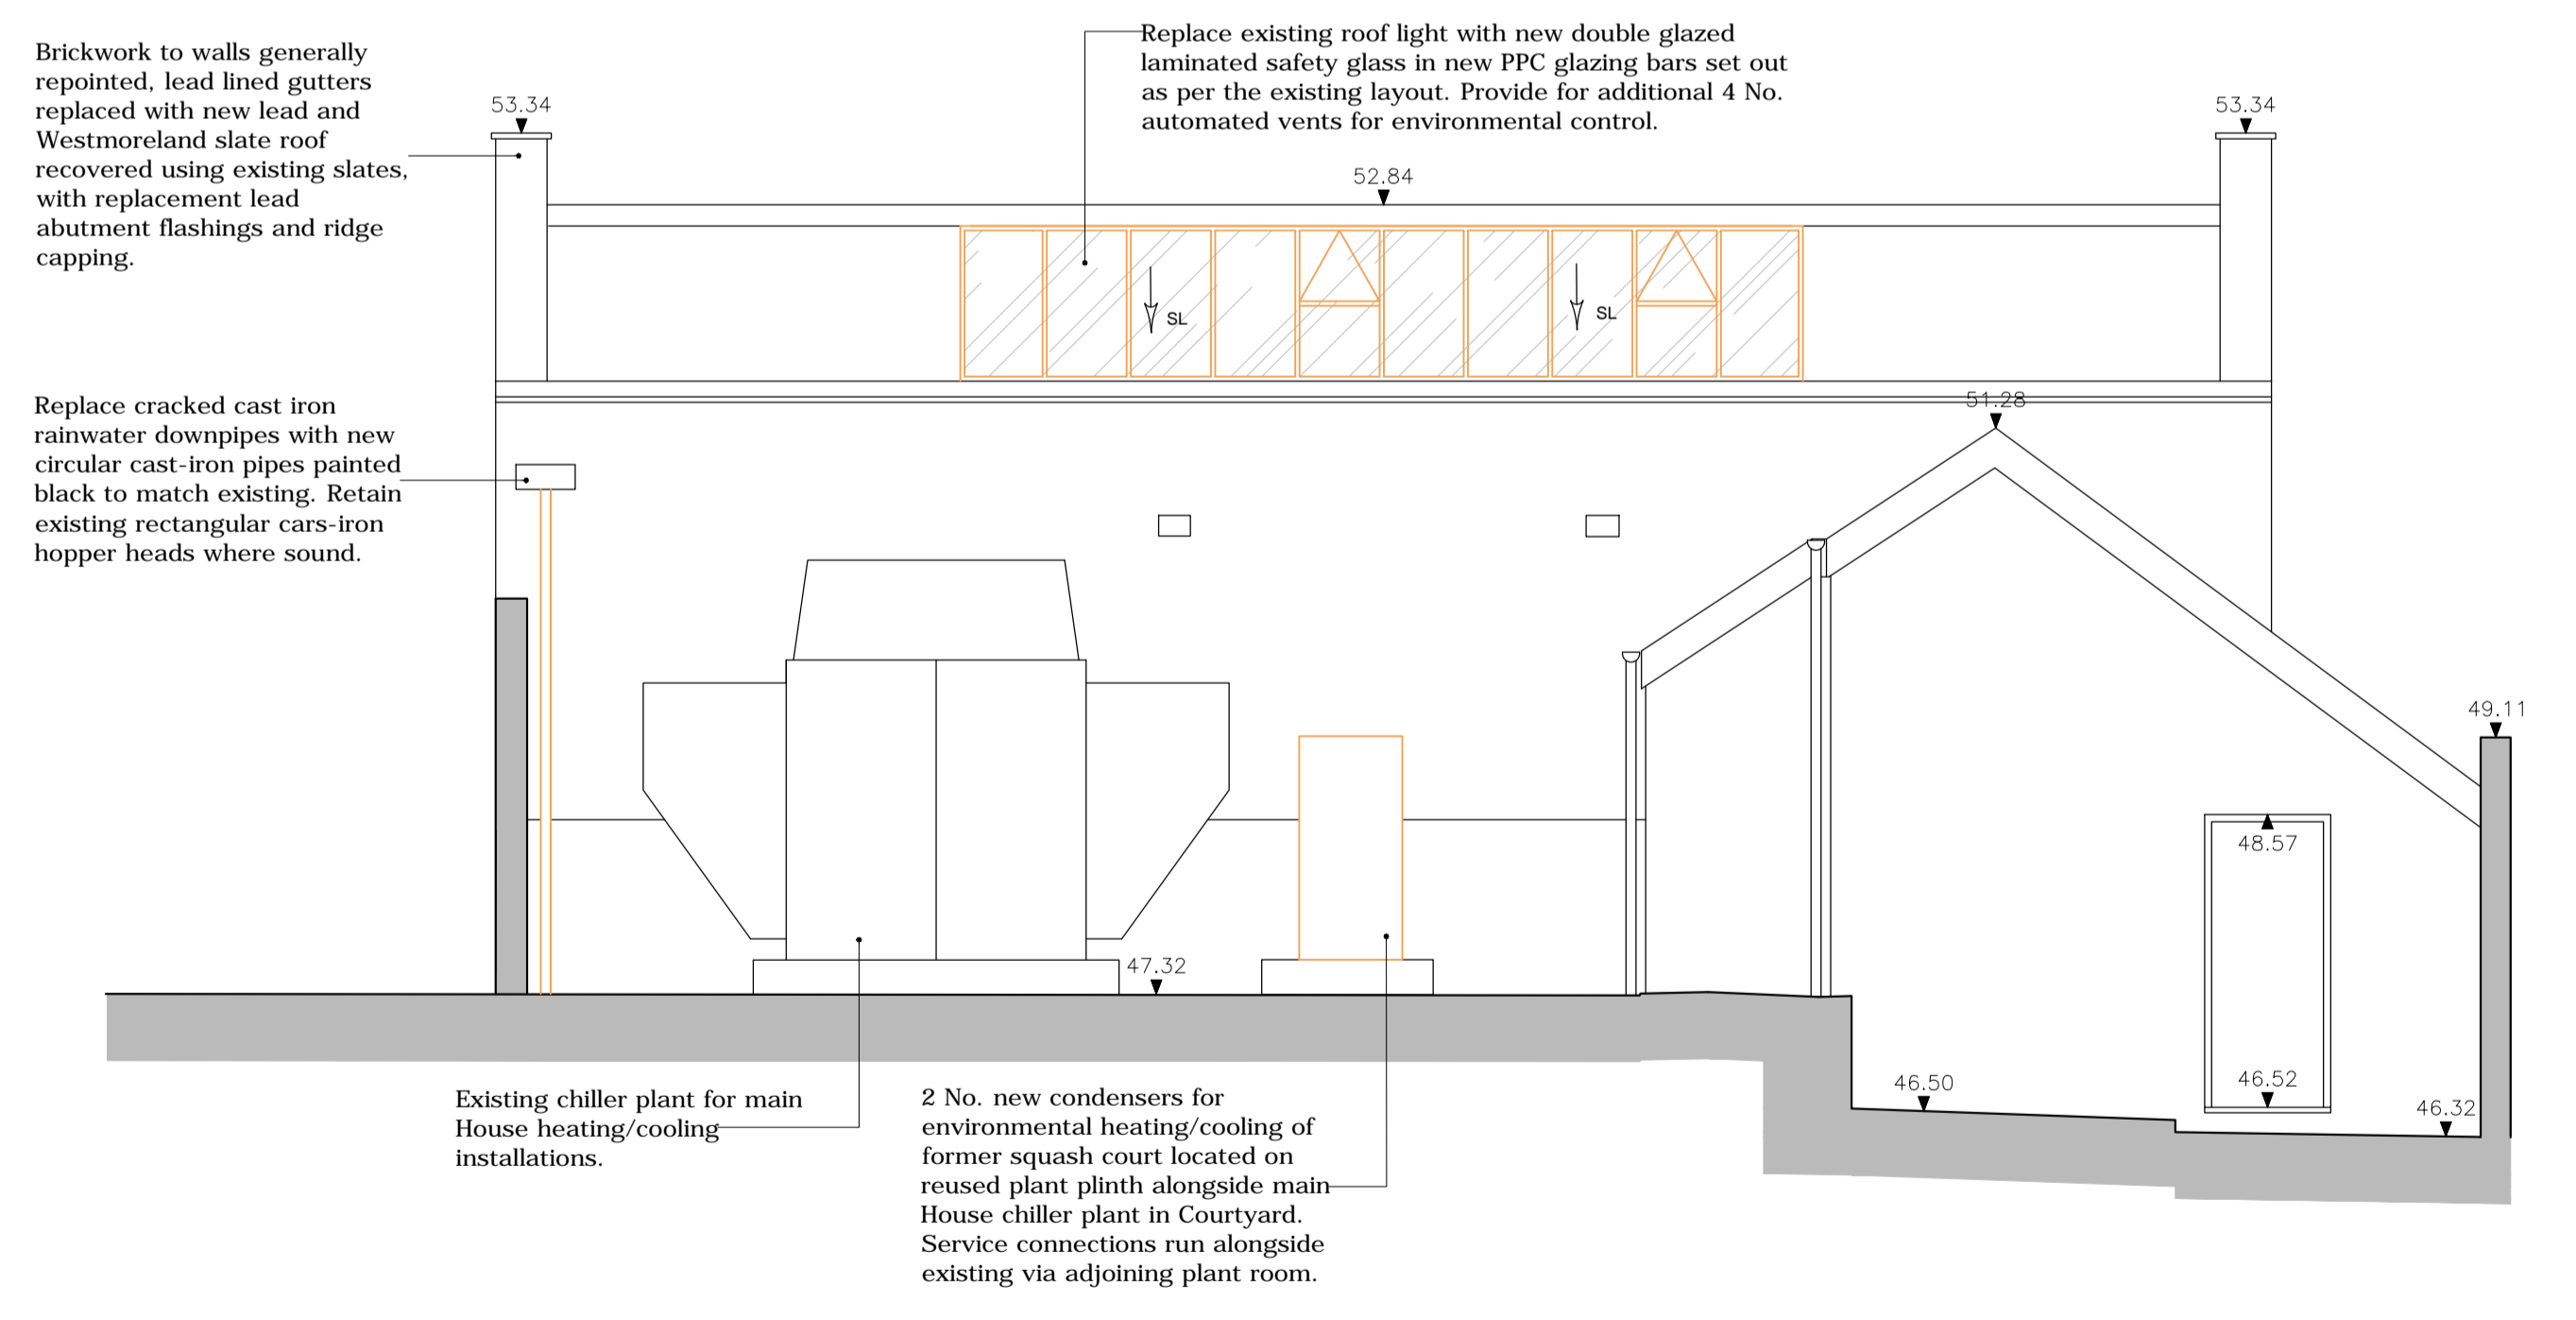 Brickwork to walls generally
repointed, lead lined gutters
replaced with new lead and
Westmoreland slate roof
recovered using existing slates,
with replacement lead
abutment flashings and ridge
capping.
Replace existing roof light with new double glazed
laminated safety glass in new PPC glazing bars set out
as per the existing layout. Provide for additional 4 No.
automated vents for environmental control.
53.34
53.34
52.84
SL
SL
51.28
Replace cracked cast iron
rainwater downpipes with new
circular cast-iron pipes painted
black to match existing. Retain
existing rectangular cars-iron
hopper heads where sound.
49.11
48.57
47.32
46.50
46.52
46.32
Existing chiller plant for main
House heating/cooling
installations.
2 No. new condensers for
environmental heating/cooling of
former squash court located on
reused plant plinth alongside main
House chiller plant in Courtyard.
Service connections run alongside
existing via adjoining plant room.